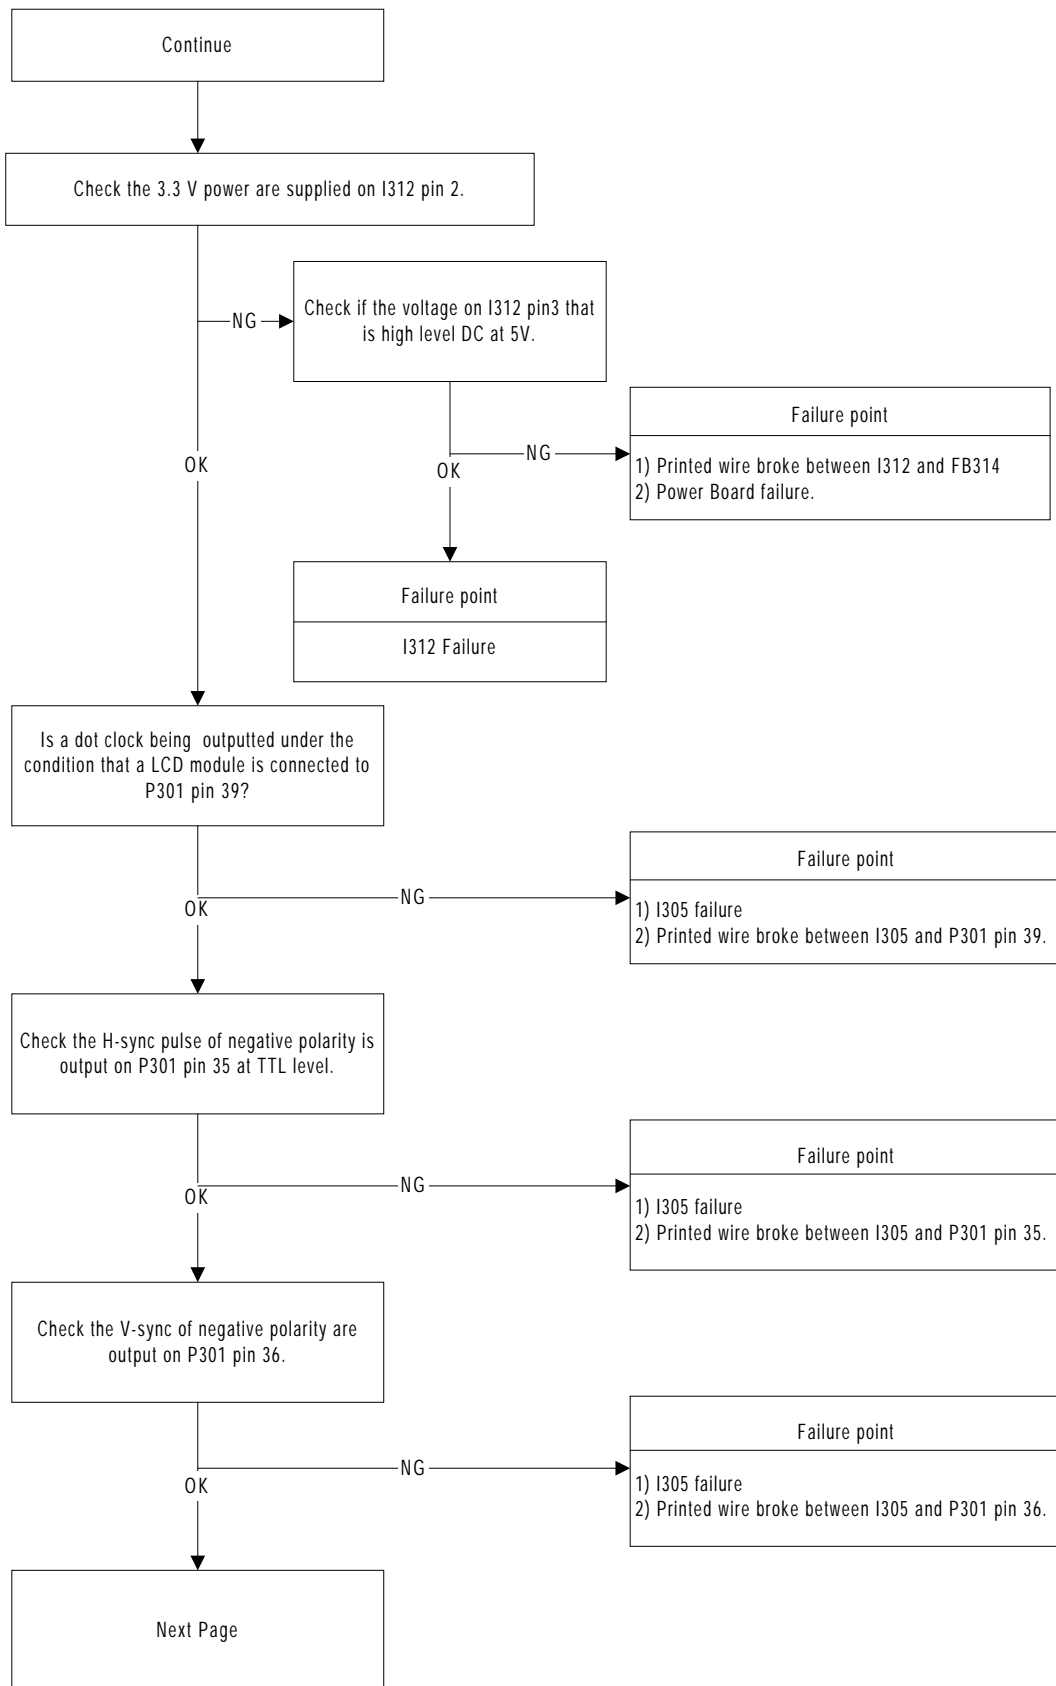 Continue
Check the 3.3 V power are supplied on I312 pin 2.
NG
Check if the voltage on I312 pin3 that
is high level DC at 5V.
OK
NG
OK
Failure point
1) Printed wire broke between I312 and FB314
2) Power Board failure.
Failure point
I312 Failure
Is a dot clock being outputted under the
condition that a LCD module is connected to
P301 pin 39?
OK
NG
Failure point
1) I305 failure
2) Printed wire broke between I305 and P301 pin 39.
Check the H-sync pulse of negative polarity is
output on P301 pin 35 at TTL level.
OK
NG
Failure point
1) I305 failure
2) Printed wire broke between I305 and P301 pin 35.
Check the V-sync of negative polarity are
output on P301 pin 36.
OK
NG
Failure point
1) I305 failure
2) Printed wire broke between I305 and P301 pin 36.
Next Page